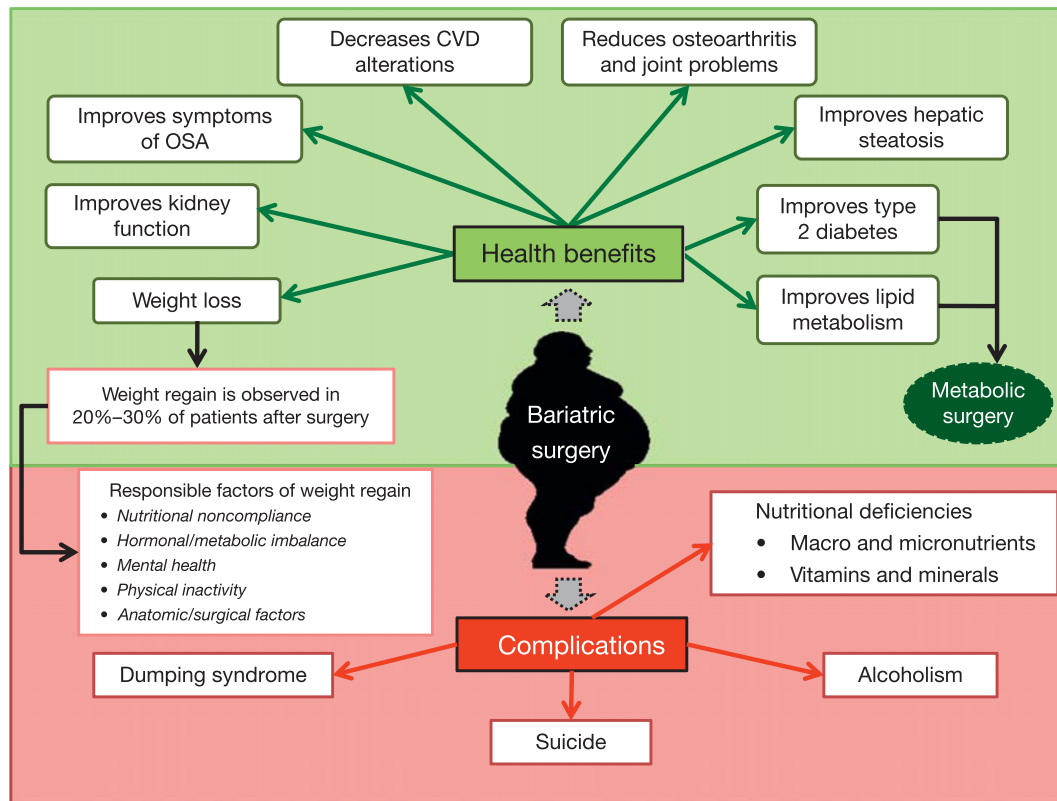 Decreases CVD
alterations
Reduces osteoarthritis
and joint problems
Improves symptoms
of OSA
Improves hepatic
steatosis
Improves kidney
function
Improves type
2 diabetes
Health benefits
Weight loss
Improves lipid
metabolism
Weight regain is observed in
20%–30% of patients after surgery
Metabolic
surgery
Bariatric
surgery
Responsible factors of weight regain
• Nutritional noncompliance
• Hormonal/metabolic imbalance
• Mental health
• Physical inactivity
• Anatomic/surgical factors
Nutritional deficiencies
• Macro and micronutrients
• Vitamins and minerals
Complications
Dumping syndrome
Alcoholism
Suicide